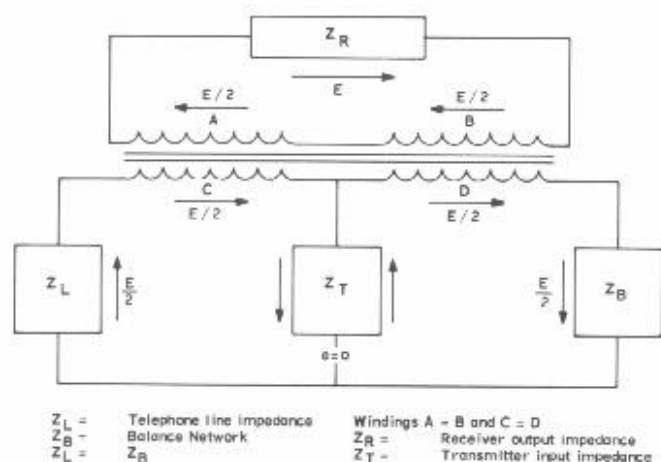 Z_R
E
E/2
E/2
A
B
C
D
E/2
E/2
Z_L
E/2
Z_T
E/2
Z_B
e=o
Z_L = Telephone line impedance
Z_B - Balance Network
Z_L = Z_B
Windings A - B and C = D
Z_R = Receiver output impedance
Z_T - Transmitter input impedance